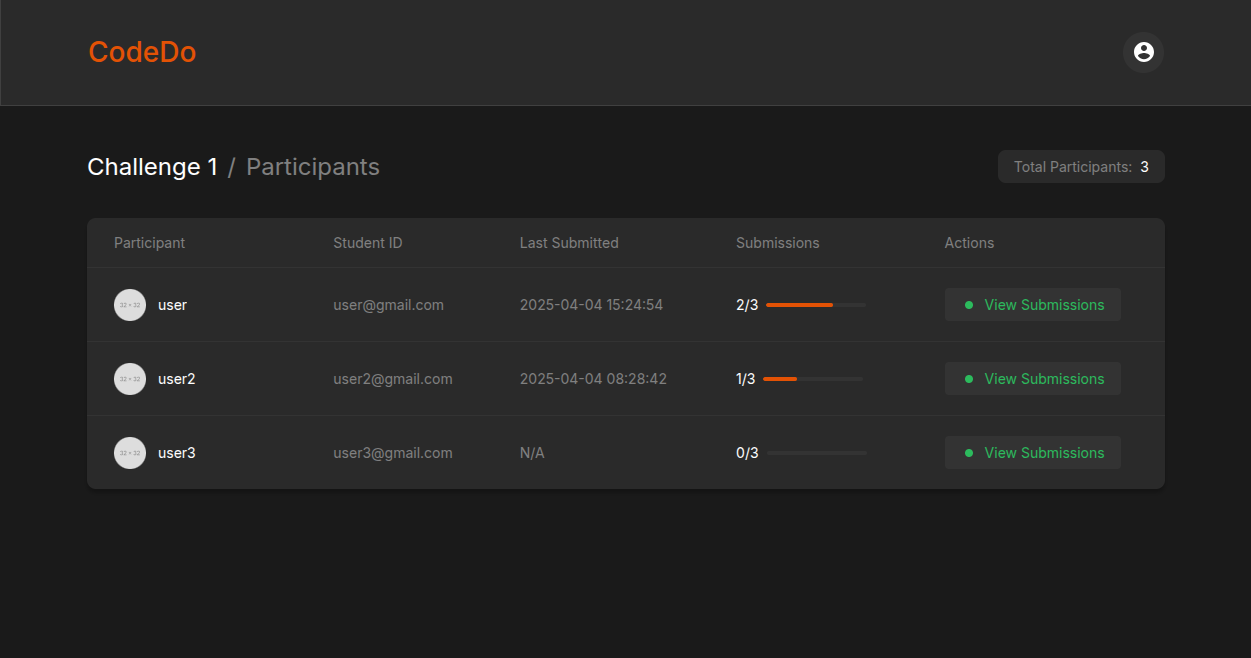 CodeDo
Challenge 1 / Participants
Total Participants: 3
Participant Student ID Last Submitted Submissions Actions
32 × 32 user user@gmail.com 2025-04-04 15:24:54 2/3 View Submissions
32 × 32 user2 user2@gmail.com 2025-04-04 08:28:42 1/3 View Submissions
32 × 32 user3 user3@gmail.com N/A 0/3 View Submissions